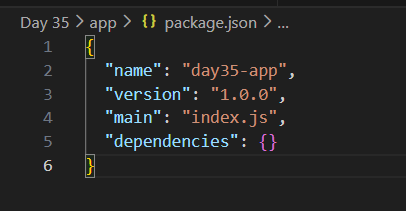 Day 35 > app > {} package.json > ...
1 {
2   "name": "day35-app",
3   "version": "1.0.0",
4   "main": "index.js",
5   "dependencies": {}
6 }